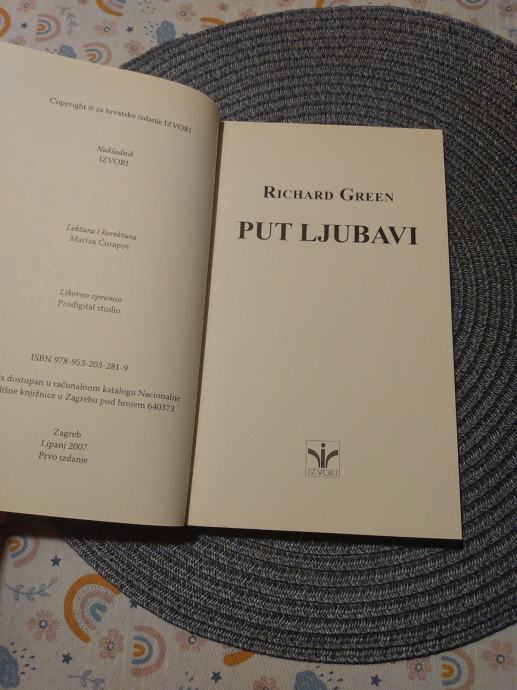 Copyright © za hrvatsko izdanje IZVORI
Nakladnik
IZVORI
Lektura i korektura
Mariza Čurapov
Likovno opremio
Prodigital studio
ISBN 978-953-203-281-9
dostupan u računalnom katalogu Nacionalne
knjižnice u Zagrebu pod brojem 640373
Zagreb
Lipanj 2007.
Prvo izdanje
RICHARD GREEN
PUT LJUBAVI
IZVORI